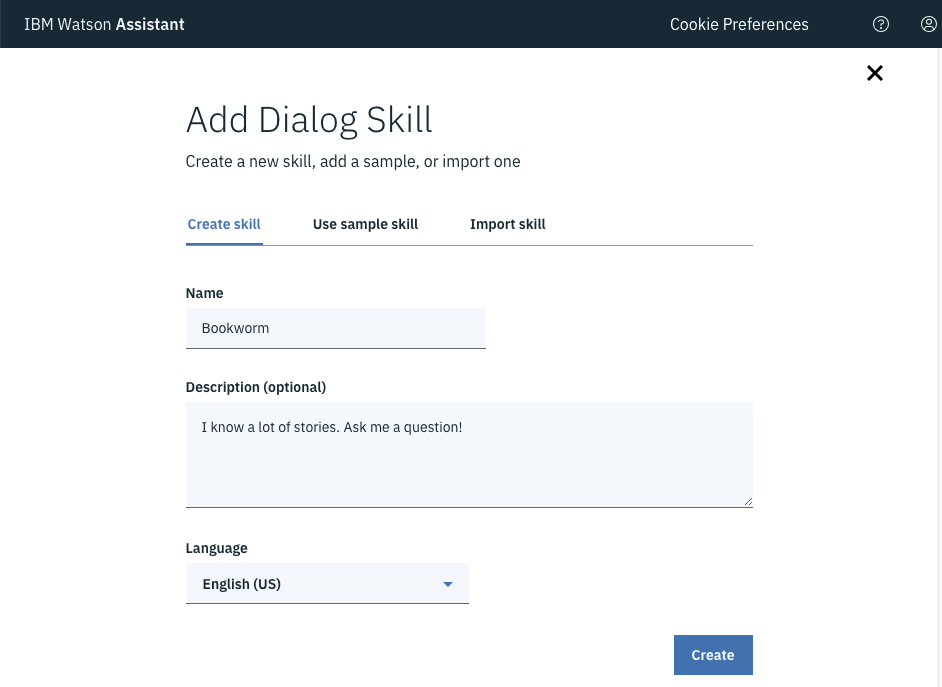 IBM Watson Assistant Cookie Preferences
Add Dialog Skill
Create a new skill, add a sample, or import one
Create skill Use sample skill Import skill
Name
Bookworm
Description (optional)
I know a lot of stories. Ask me a question!
Language
English (US)
Create